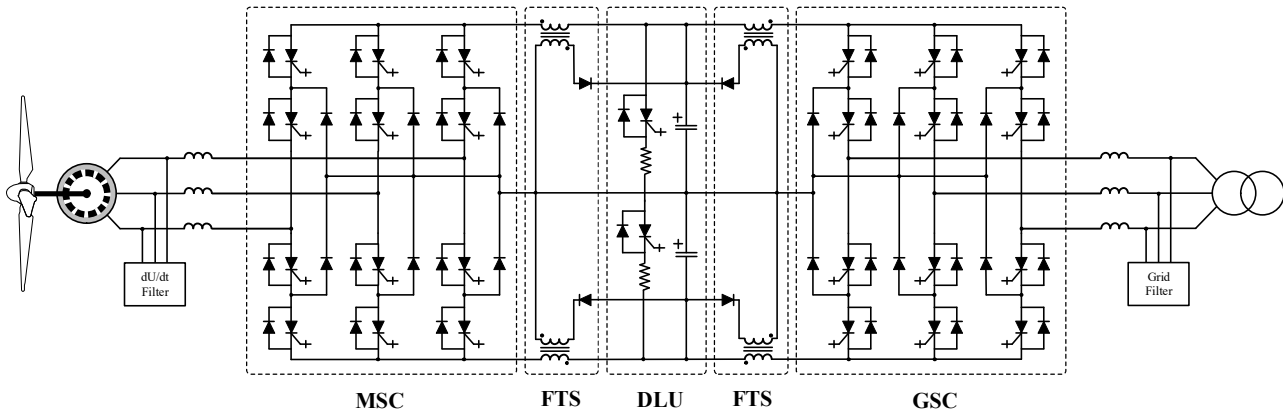 dU/dt
Filter
Grid
Filter
MSC
FTS
DLU
FTS
GSC